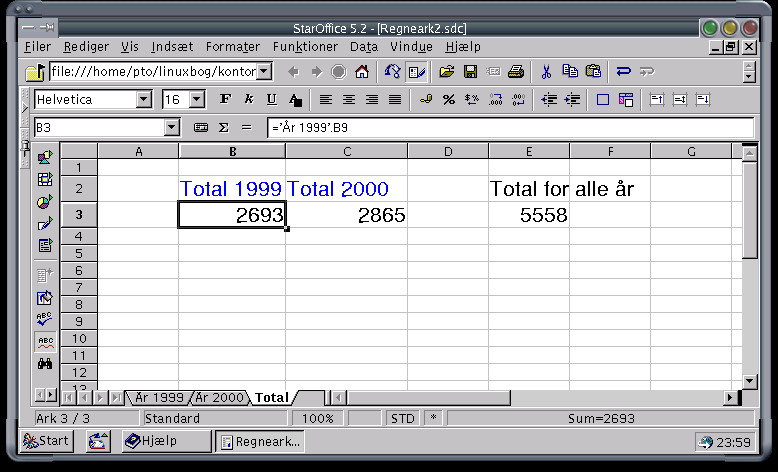 StarOffice 5.2 - [Regneark2.sdc]
Filer Rediger Vis Indsæt Formater Funktioner Data Vindue Hjælp
file:///home/pto/linuxbog/kontor
Helvetica 16 F K U A
B3 Σ = ='År 1999'.B9
A B C D E F G
1
2 Total 1999 Total 2000 Total for alle år
3 2693 2865 5558
4
5
6
7
8
9
10
11
12
13
År 1999 År 2000 Total
Ark 3 / 3 Standard 100% STD * Sum=2693
Start Hjælp Regneark... 23:59